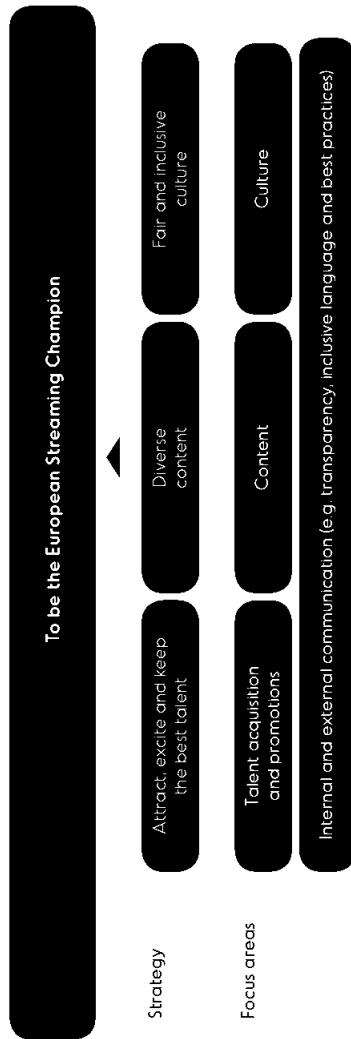 To be the European Streaming Champion
Strategy
Attract, excite and keep
the best talent
Diverse
content
Fair and inclusive
culture
Focus areas
Talent acquisition
and promotions
Content
Culture
Internal and external communication (e.g. transparency, inclusive language and best practices)